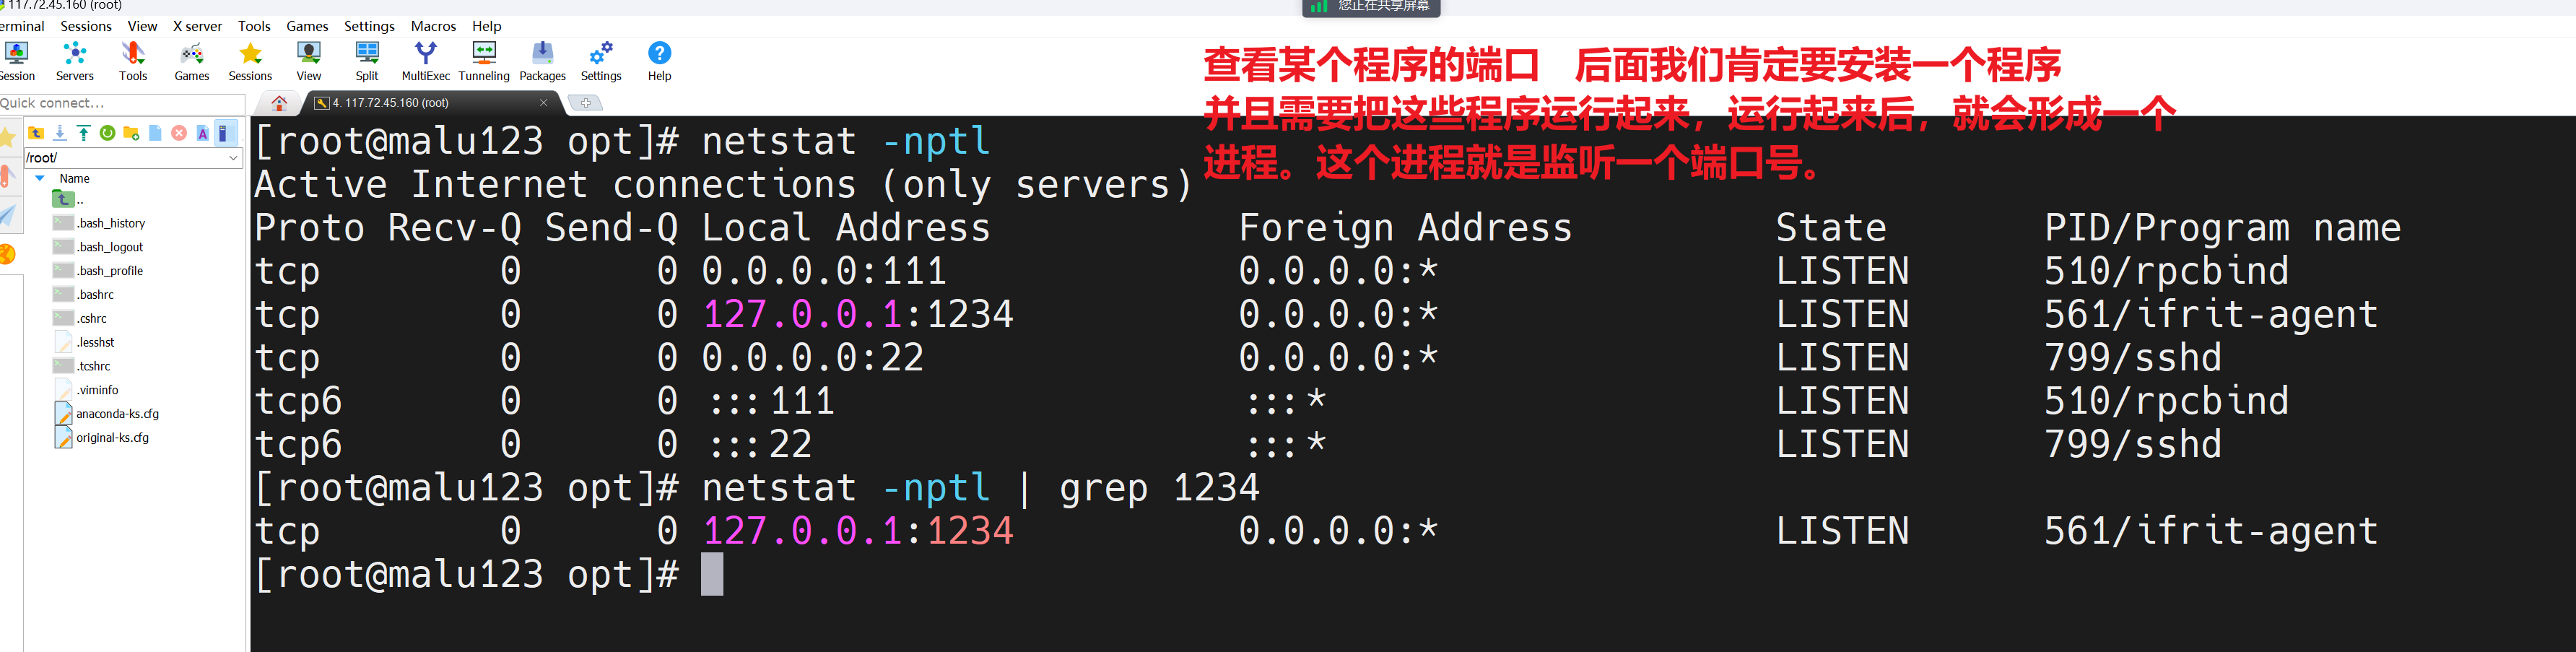 117.72.45.160 (root)
您正在共享屏幕
erminal Sessions View X server Tools Games Settings Macros Help
Session Servers Tools Games Sessions View Split MultiExec Tunneling Packages Settings Help
查看某个程序的端口 后面我们肯定要安装一个程序
并且需要把这些程序运行起来，运行起来后，就会形成一个
进程。这个进程就是监听一个端口号。
Quick connect...
4. 117.72.45.160 (root)
/root/
Name
..
.bash_history
.bash_logout
.bash_profile
.bashrc
.cshrc
.lesshst
.tcshrc
.viminfo
anaconda-ks.cfg
original-ks.cfg
[root@malu123 opt]# netstat -nptl
Active Internet connections (only servers)
Proto Recv-Q Send-Q Local Address Foreign Address State PID/Program name
tcp 0 0 0.0.0.0:111 0.0.0.0:* LISTEN 510/rpcbind
tcp 0 0 127.0.0.1:1234 0.0.0.0:* LISTEN 561/ifrit-agent
tcp 0 0 0.0.0.0:22 0.0.0.0:* LISTEN 799/sshd
tcp6 0 0 :::111 :::* LISTEN 510/rpcbind
tcp6 0 0 :::22 :::* LISTEN 799/sshd
[root@malu123 opt]# netstat -nptl | grep 1234
tcp 0 0 127.0.0.1:1234 0.0.0.0:* LISTEN 561/ifrit-agent
[root@malu123 opt]#